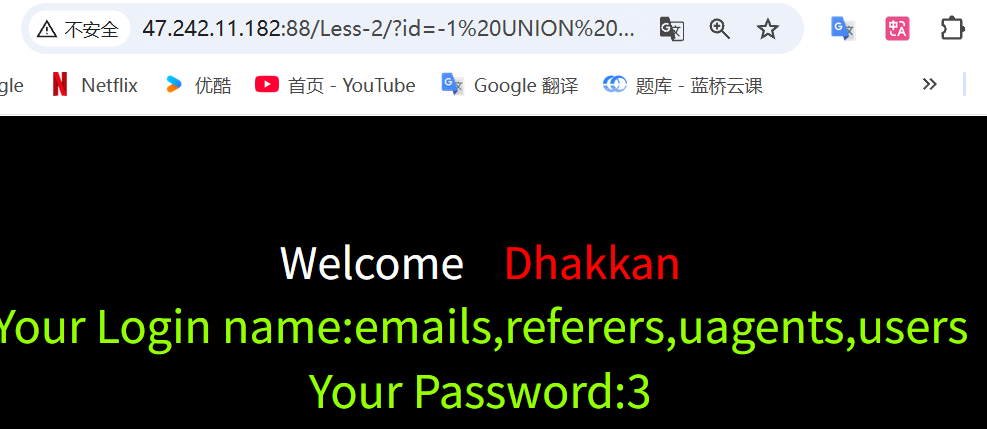 不安全 47.242.11.182:88/Less-2/?id=-1%20UNION%20...
gle Netflix 优酷 首页 - YouTube Google 翻译 题库 - 蓝桥云课 »
Welcome Dhakkan
Your Login name:emails,referers,uagents,users
Your Password:3